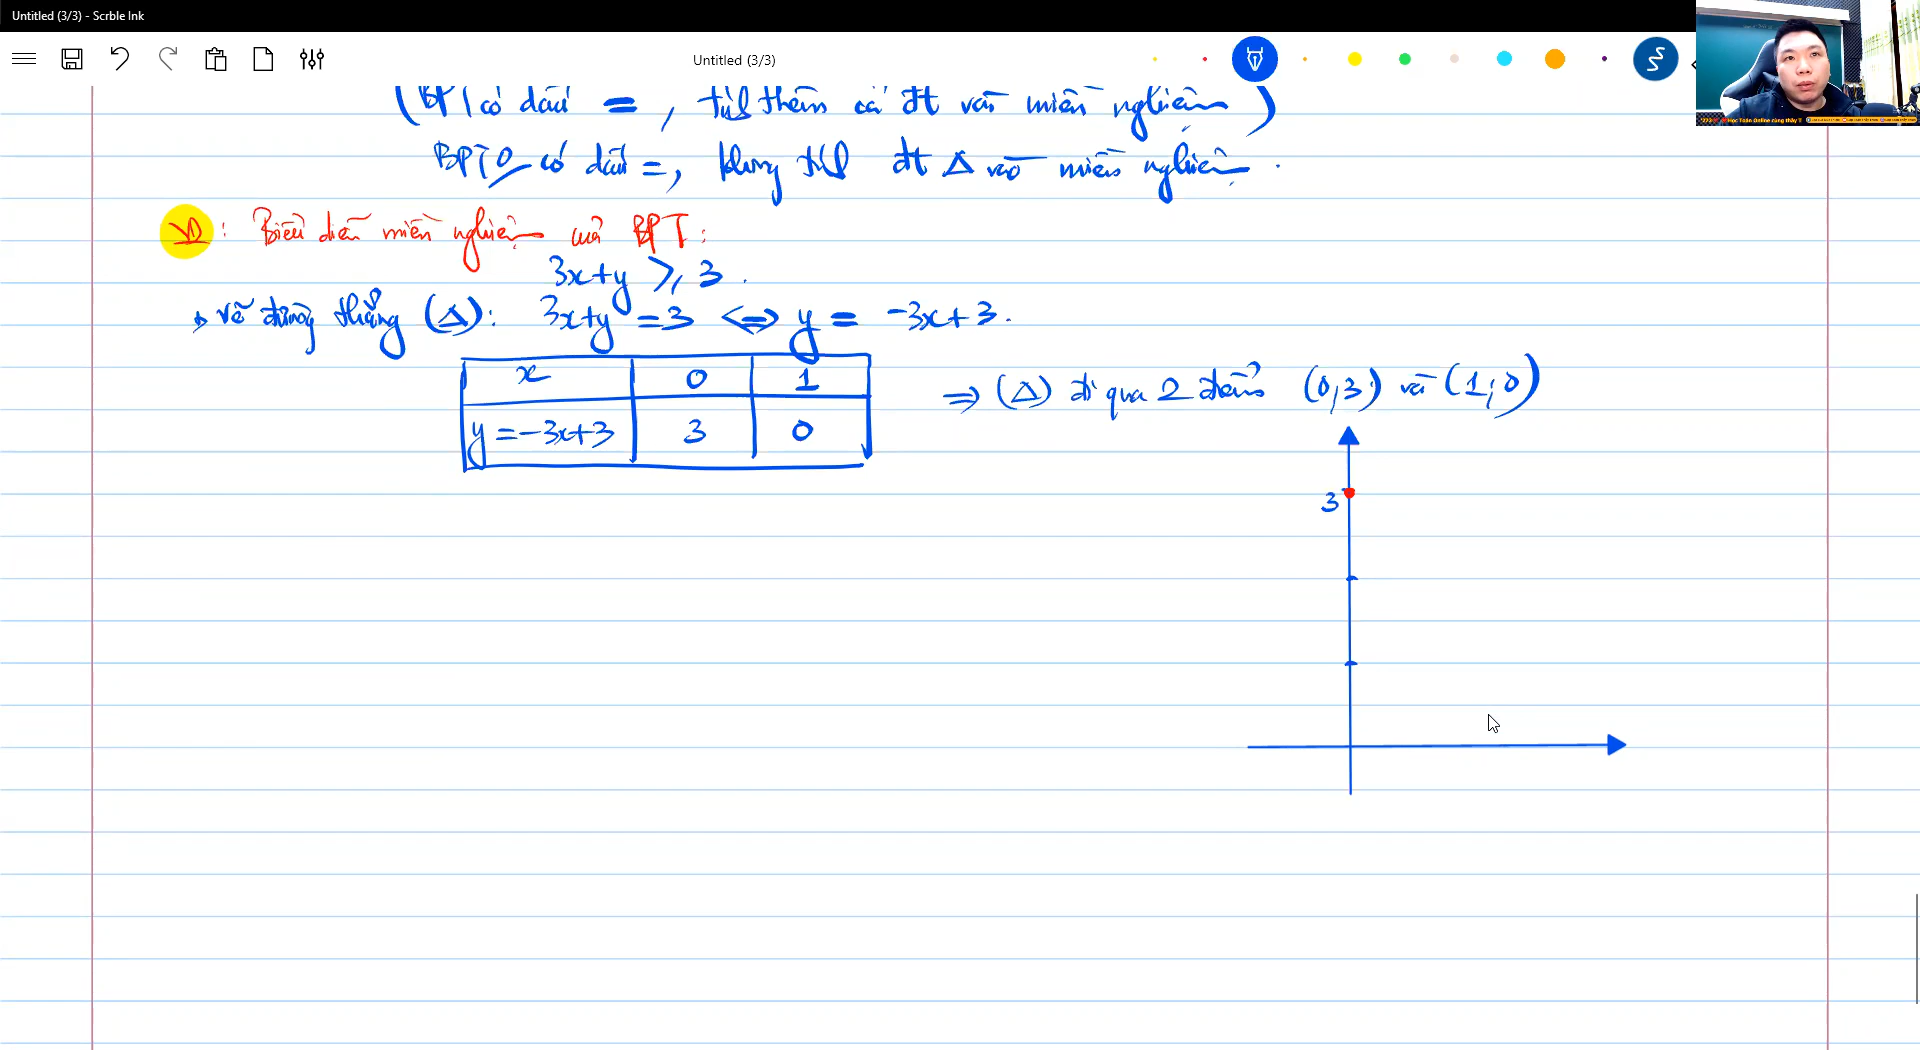 Untitled (3/3) - Scrble Ink
Untitled (3/3)
(BPT có dấu =, tính thêm cả đt vào miền nghiệm)
BPT 0 có dấu =, không tính đt Δ vào miền nghiệm.
VD: Biểu diễn miền nghiệm của BPT:
3x+y ⩾ 3.
vẽ đường thẳng (Δ): 3x+y = 3 ⇔ y = -3x+3.
x 0 1
y = -3x+3 3 0
⇒ (Δ) đi qua 2 điểm (0;3) và (1;0)
3